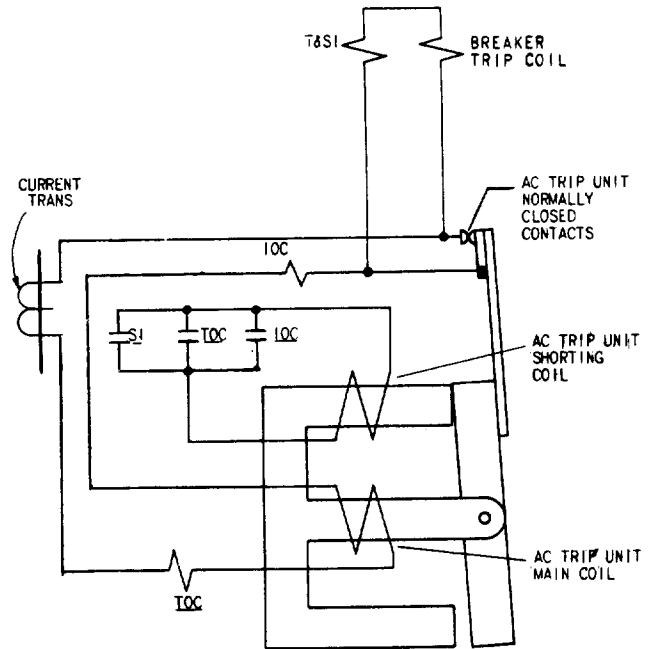 T&SI
BREAKER
TRIP COIL
CURRENT
TRANS
AC TRIP UNIT
NORMALLY
CLOSED
CONTACTS
IOC
SI
TOC
IOC
AC TRIP UNIT
SHORTING
COIL
AC TRIP UNIT
MAIN COIL
TOC